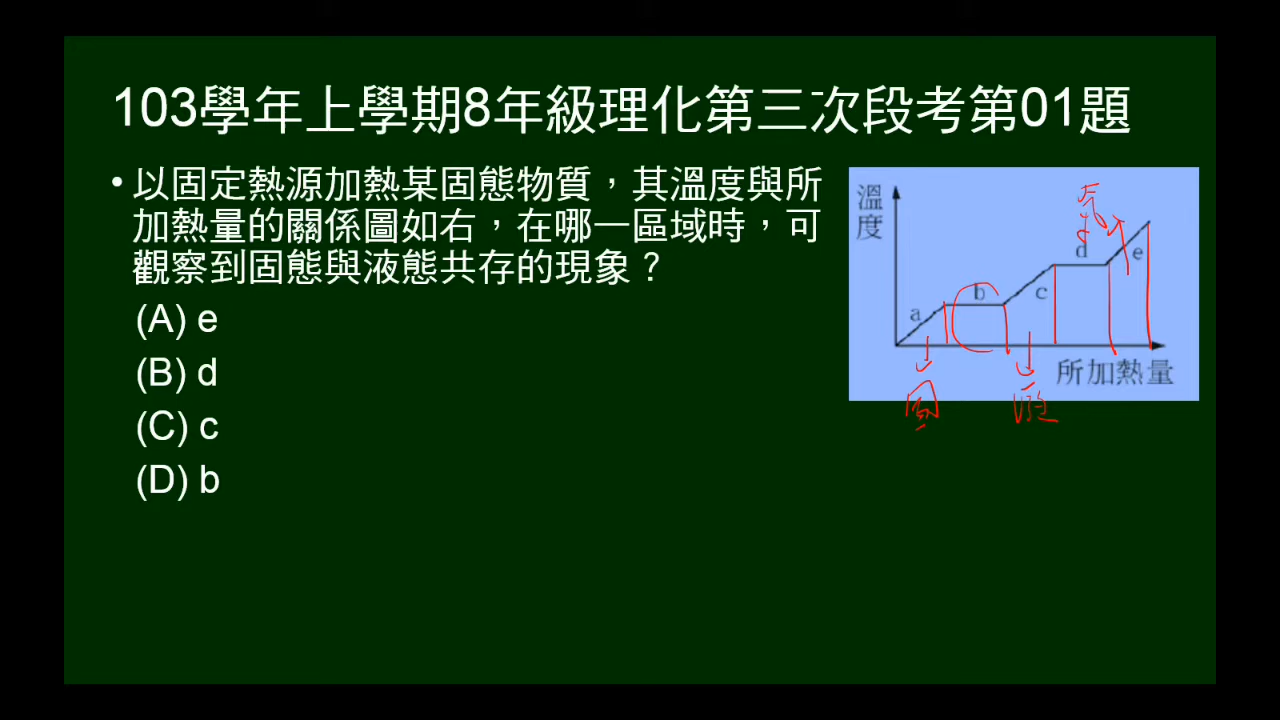 103學年上學期8年級理化第三次段考第01題
•以固定熱源加熱某固態物質，其溫度與所
加熱量的關係圖如右，在哪一區域時，可
觀察到固態與液態共存的現象？
(A) e
(B) d
(C) c
(D) b
溫度
氣
d
e
b
c
a
所加熱量
固
液